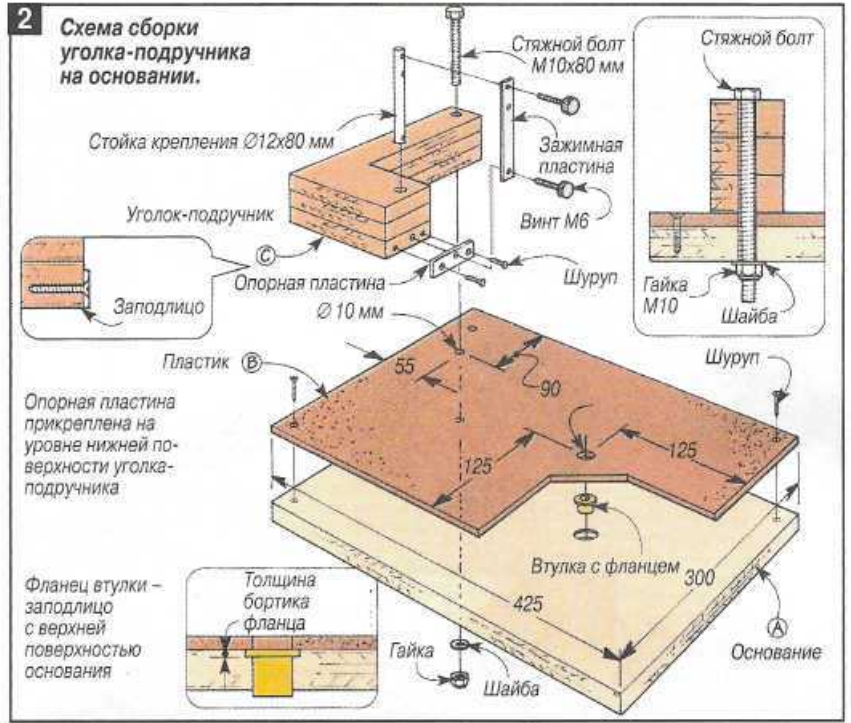 2
Схема сборки
уголка-подручника
на основании.
Стяжной болт
М10х80 мм
Стойка крепления Ø12х80 мм
Зажимная
пластина
Уголок-подручник
Винт М6
C
Опорная пластина
Шуруп
Заподлицо
Ø 10 мм
Стяжной болт
Гайка
М10
Шайба
Пластик B
55
90
Шуруп
Опорная пластина
прикреплена на
уровне нижней по-
верхности уголка-
подручника
125
125
Втулка с фланцем
300
425
A
Основание
Фланец втулки –
заподлицо
с верхней
поверхностью
основания
Толщина
бортика
фланца
Гайка
Шайба